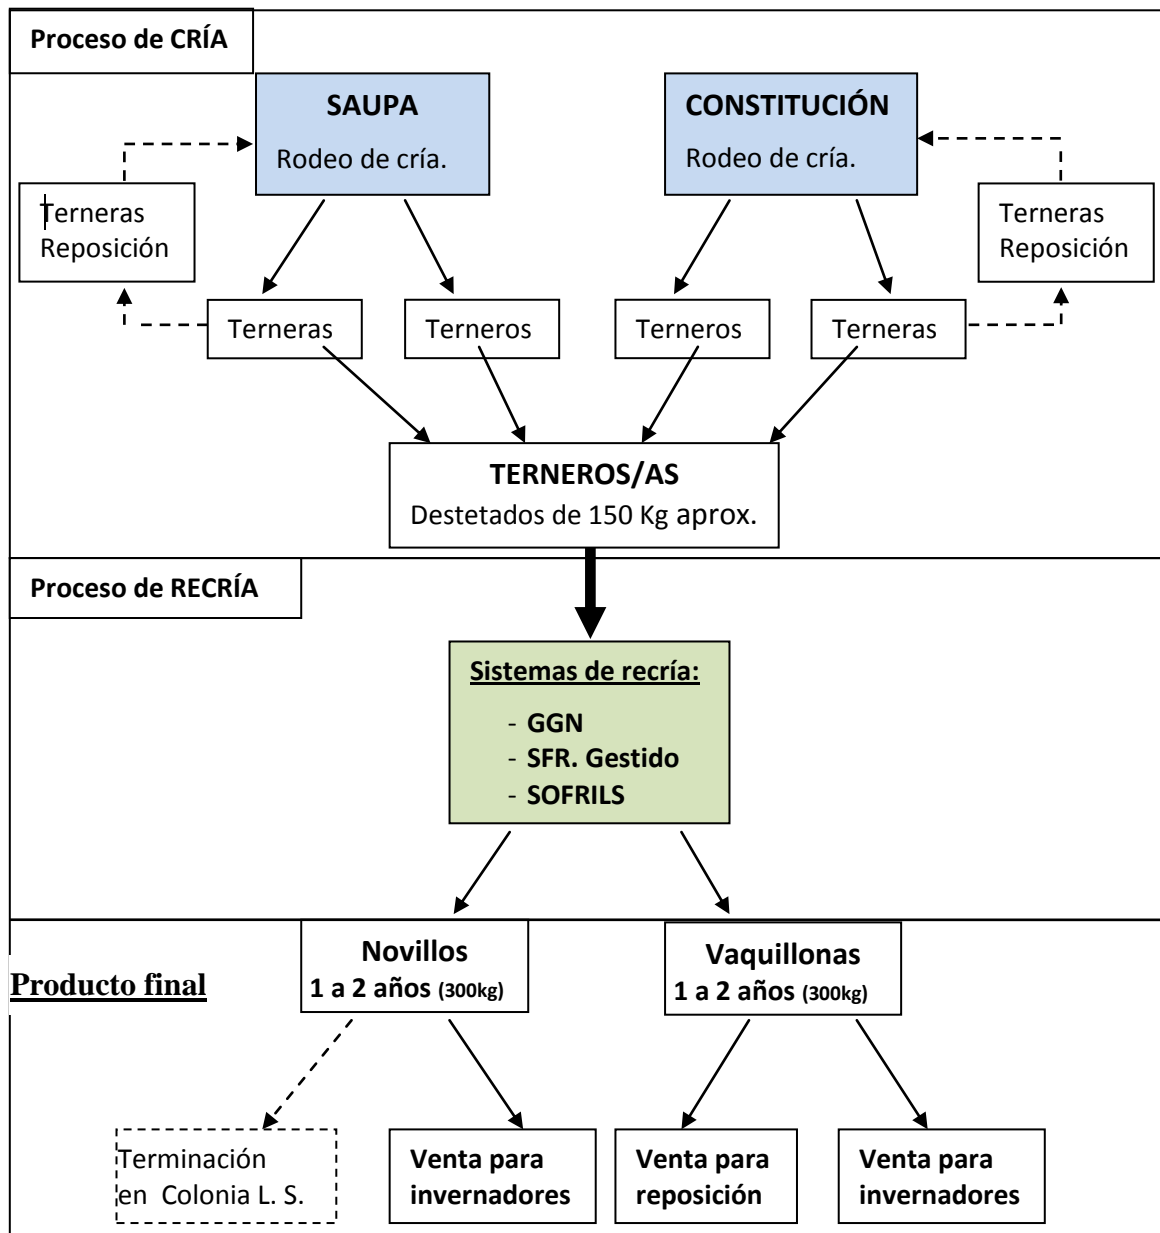 Proceso de CRÍA
SAUPA
Rodeo de cría.
CONSTITUCIÓN
Rodeo de cría.
Terneras
Reposición
Terneras
Reposición
Terneras
Terneros
Terneros
Terneras
TERNEROS/AS
Destetados de 150 Kg aprox.
Proceso de RECRÍA
Sistemas de recría:
- GGN
- SFR. Gestido
- SOFRILS
Novillos
1 a 2 años (300kg)
Vaquillonas
1 a 2 años (300kg)
Producto final
Terminación
en Colonia L. S.
Venta para
invernadores
Venta para
reposición
Venta para
invernadores